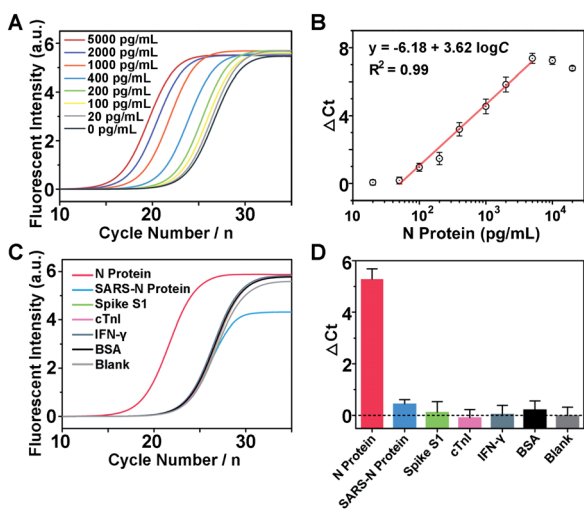 A
Fluorescent Intensity (a.u.)
6
4
2
0
5000 pg/mL
2000 pg/mL
1000 pg/mL
400 pg/mL
200 pg/mL
100 pg/mL
20 pg/mL
0 pg/mL
10 20 30
Cycle Number / n
B
ΔCt
8
4
0
y = -6.18 + 3.62 logC
R² = 0.99
10 10² 10³ 10⁴
N Protein (pg/mL)
C
Fluorescent Intensity (a.u.)
6
4
2
0
N Protein
SARS-N Protein
Spike S1
cTnI
IFN-γ
BSA
Blank
10 20 30
Cycle Number / n
D
ΔCt
6
4
2
0
N Protein
SARS-N Protein
Spike S1
cTnI
IFN-γ
BSA
Blank